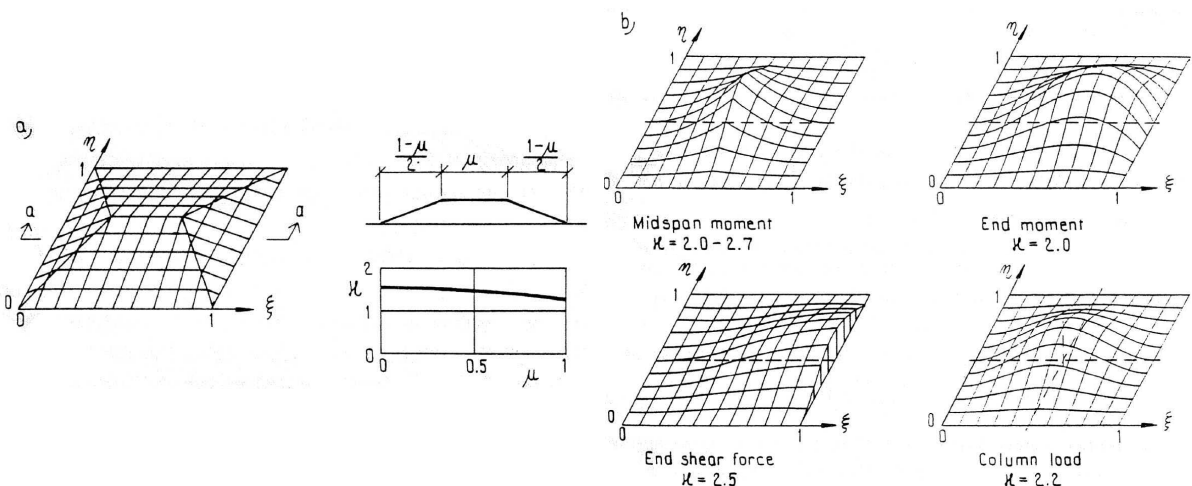 a)
η
1
a
a
0
0
1
ξ
1-μ
2
μ
1-μ
2
2
ϰ
1
0
0
0.5
1
μ
b)
η
1
0
0
1
ξ
Midspan moment
ϰ = 2.0 - 2.7
η
1
0
0
1
ξ
End moment
ϰ = 2.0
η
1
0
0
1
ξ
End shear force
ϰ = 2.5
η
1
0
0
1
ξ
Column load
ϰ = 2.2